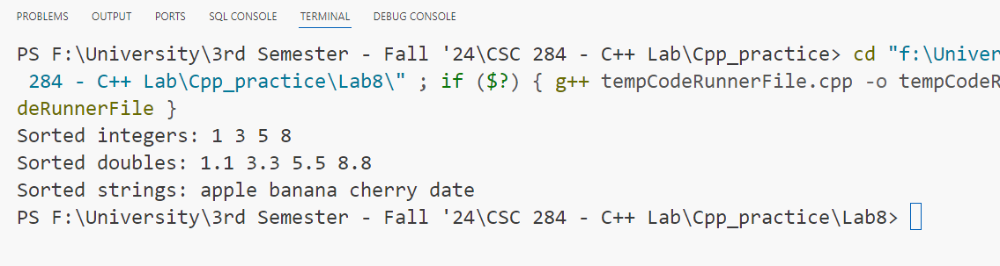 PROBLEMS OUTPUT PORTS SQL CONSOLE TERMINAL DEBUG CONSOLE
PS F:\University\3rd Semester - Fall '24\CSC 284 - C++ Lab\Cpp_practice> cd "f:\Univer
 284 - C++ Lab\Cpp_practice\Lab8\" ; if ($?) { g++ tempCodeRunnerFile.cpp -o tempCodeR
deRunnerFile }
Sorted integers: 1 3 5 8
Sorted doubles: 1.1 3.3 5.5 8.8
Sorted strings: apple banana cherry date
PS F:\University\3rd Semester - Fall '24\CSC 284 - C++ Lab\Cpp_practice\Lab8>